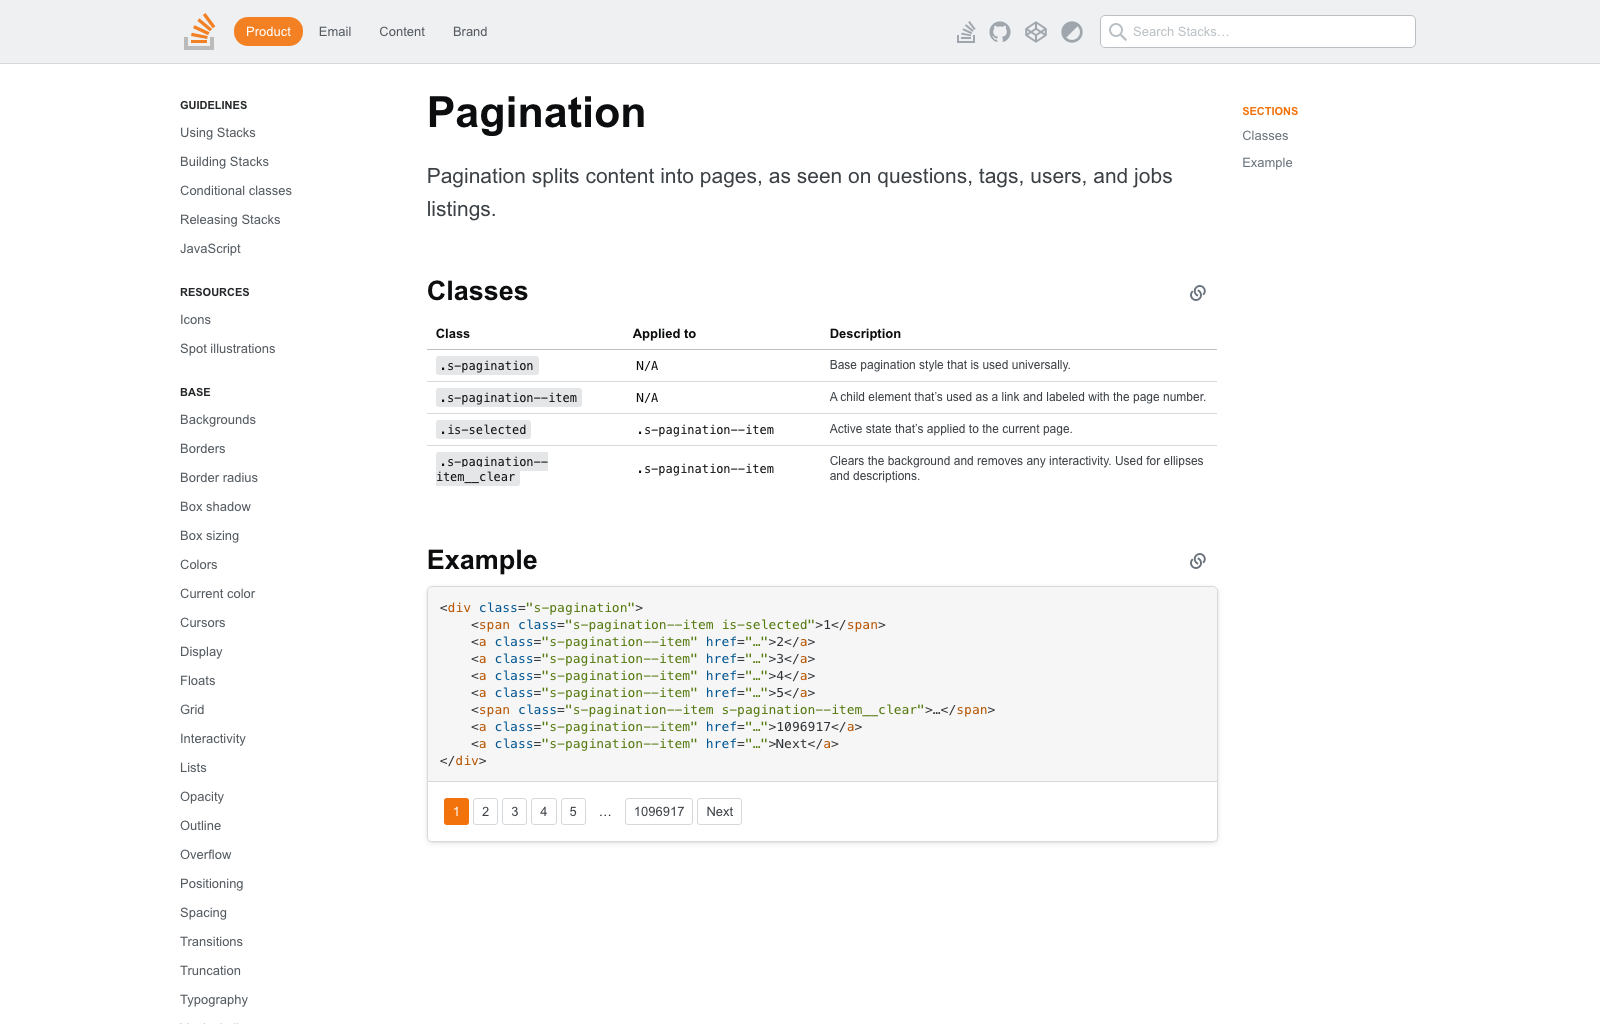 Product
Email
Content
Brand
Search Stacks…
GUIDELINES
Using Stacks
Building Stacks
Conditional classes
Releasing Stacks
JavaScript
RESOURCES
Icons
Spot illustrations
BASE
Backgrounds
Borders
Border radius
Box shadow
Box sizing
Colors
Current color
Cursors
Display
Floats
Grid
Interactivity
Lists
Opacity
Outline
Overflow
Positioning
Spacing
Transitions
Truncation
Typography
Pagination
Pagination splits content into pages, as seen on questions, tags, users, and jobs
listings.
Classes
Class Applied to Description
.s-pagination N/A Base pagination style that is used universally.
.s-pagination--item N/A A child element that’s used as a link and labeled with the page number.
.is-selected .s-pagination--item Active state that’s applied to the current page.
.s-pagination--
item__clear
.s-pagination--item
Clears the background and removes any interactivity. Used for ellipses
and descriptions.
Example
<div class="s-pagination">
    <span class="s-pagination--item is-selected">1</span>
    <a class="s-pagination--item" href="…">2</a>
    <a class="s-pagination--item" href="…">3</a>
    <a class="s-pagination--item" href="…">4</a>
    <a class="s-pagination--item" href="…">5</a>
    <span class="s-pagination--item s-pagination--item__clear">…</span>
    <a class="s-pagination--item" href="…">1096917</a>
    <a class="s-pagination--item" href="…">Next</a>
</div>
1 2 3 4 5 … 1096917 Next
SECTIONS
Classes
Example